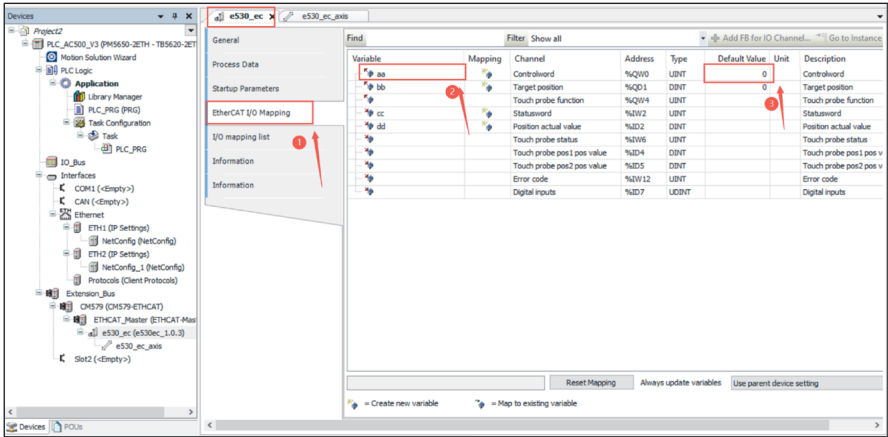 Devices
Project2
PLC_AC500_V3 (PM5650-2ETH - TB5620-2ET
Motion Solution Wizard
PLC Logic
Application
Library Manager
PLC_PRG (PRG)
Task Configuration
Task
PLC_PRG
IO_Bus
Interfaces
COM1 (<Empty>)
CAN (<Empty>)
Ethernet
ETH1 (IP Settings)
NetConfig (NetConfig)
ETH2 (IP Settings)
NetConfig_1 (NetConfig)
Protocols (Client Protocols)
Extension_Bus
CM579 (CM579-ETHCAT)
ETHCAT_Master (ETHCAT-Mast
e530_ec (e530ec_1.0.3)
e530_ec_axis
Slot2 (<Empty>)
Devices POUs
e530_ec e530_ec_axis
General
Process Data
Startup Parameters
EtherCAT I/O Mapping
I/O mapping list
Information
Information
1
Find Filter Show all Add FB for IO Channel... Go to Instance
Variable Mapping Channel Address Type Default Value Unit Description
aa Controlword %QW0 UINT 0 Controlword
bb Target position %QD1 DINT 0 Target position
Touch probe function %QW4 UINT Touch probe function
cc Statusword %IW2 UINT Statusword
dd Position actual value %ID2 DINT Position actual value
Touch probe status %IW6 UINT Touch probe status
Touch probe pos1 pos value %ID4 DINT Touch probe pos1 pos v
Touch probe pos2 pos value %ID5 DINT Touch probe pos2 pos v
Error code %IW12 UINT Error code
Digital inputs %ID7 UDINT Digital inputs
2
3
Reset Mapping Always update variables Use parent device setting
= Create new variable = Map to existing variable